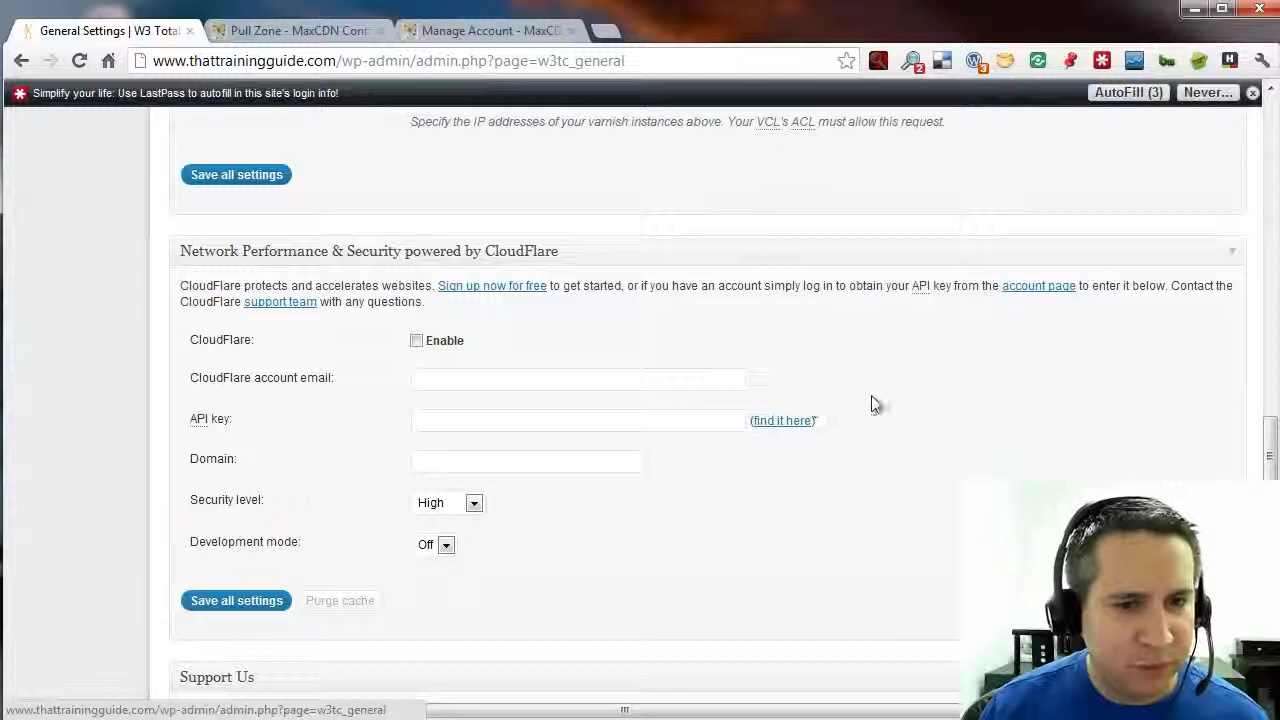 General Settings | W3 Total
Pull Zone - MaxCDN Cont
Manage Account - MaxCD
www.thattrainingguide.com/wp-admin/admin.php?page=w3tc_general
2
3
Simplify your life: Use LastPass to autofill in this site's login info!
AutoFill (3)
Never...
Specify the IP addresses of your varnish instances above. Your VCL's ACL must allow this request.
Save all settings
Network Performance & Security powered by CloudFlare
CloudFlare protects and accelerates websites. Sign up now for free to get started, or if you have an account simply log in to obtain your API key from the account page to enter it below. Contact the
CloudFlare support team with any questions.
CloudFlare:
Enable
CloudFlare account email:
API key:
(find it here)
Domain:
Security level:
High
Development mode:
Off
Save all settings
Purge cache
Support Us
www.thattrainingguide.com/wp-admin/admin.php?page=w3tc_general